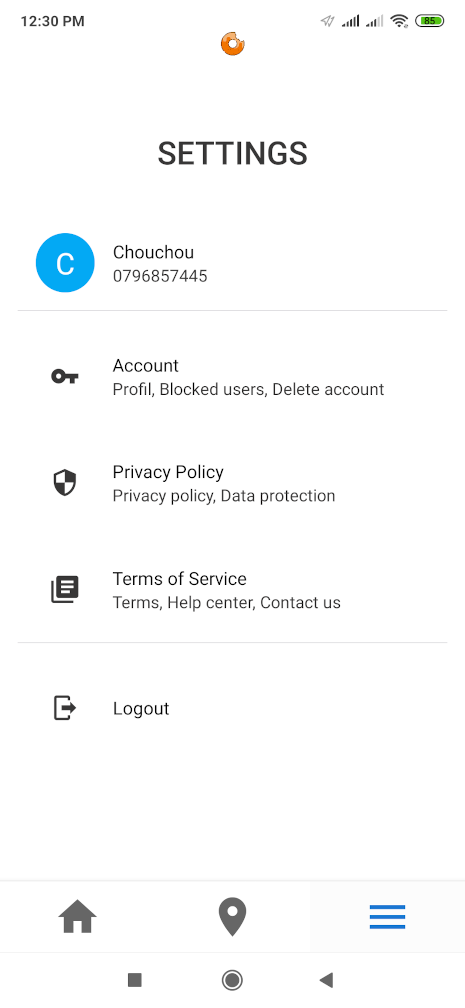 12:30 PM
85
SETTINGS
C
Chouchou
0796857445
Account
Profil, Blocked users, Delete account
Privacy Policy
Privacy policy, Data protection
Terms of Service
Terms, Help center, Contact us
Logout